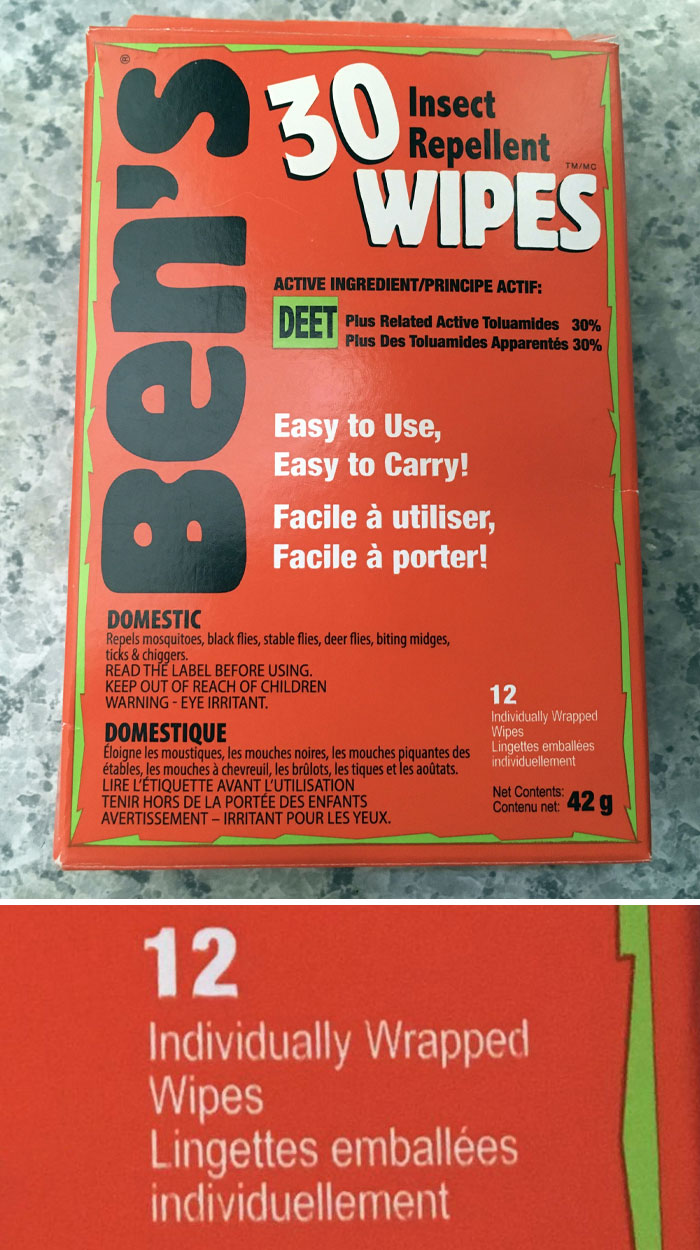 Ben's®
30 Insect
Repellent
TM/MC
WIPES
ACTIVE INGREDIENT/PRINCIPE ACTIF:
DEET Plus Related Active Toluamides 30%
Plus Des Toluamides Apparentés 30%
Easy to Use,
Easy to Carry!
Facile à utiliser,
Facile à porter!
DOMESTIC
Repels mosquitoes, black flies, stable flies, deer flies, biting midges,
ticks & chiggers.
READ THE LABEL BEFORE USING.
KEEP OUT OF REACH OF CHILDREN
WARNING - EYE IRRITANT.
DOMESTIQUE
Éloigne les moustiques, les mouches noires, les mouches piquantes des
étables, les mouches à chevreuil, les brûlots, les tiques et les aoûtats.
LIRE L'ÉTIQUETTE AVANT L'UTILISATION
TENIR HORS DE LA PORTÉE DES ENFANTS
AVERTISSEMENT – IRRITANT POUR LES YEUX.
12
Individually Wrapped
Wipes
Lingettes emballées
individuellement
Net Contents:
Contenu net: 42 g
12
Individually Wrapped
Wipes
Lingettes emballées
individuellement